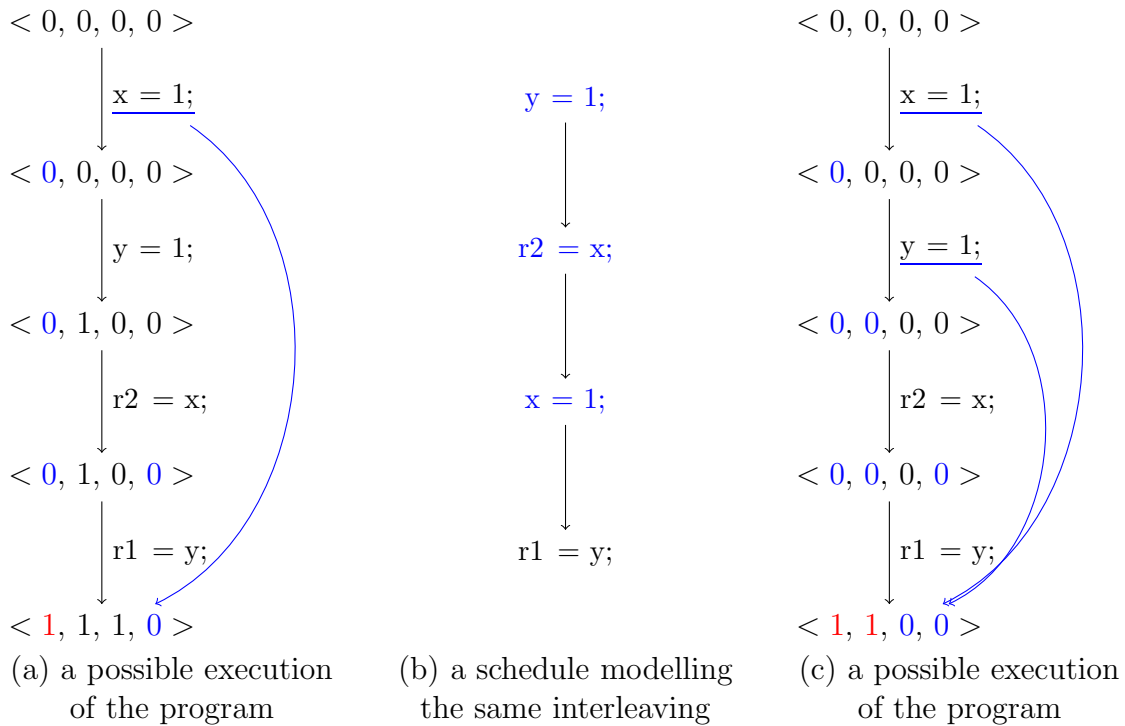 < 0, 0, 0, 0 >
x = 1;
< 0, 0, 0, 0 >
y = 1;
< 0, 1, 0, 0 >
r2 = x;
< 0, 1, 0, 0 >
r1 = y;
< 1, 1, 1, 0 >
(a) a possible execution
of the program
y = 1;
r2 = x;
x = 1;
r1 = y;
(b) a schedule modelling
the same interleaving
< 0, 0, 0, 0 >
x = 1;
< 0, 0, 0, 0 >
y = 1;
< 0, 0, 0, 0 >
r2 = x;
< 0, 0, 0, 0 >
r1 = y;
< 1, 1, 0, 0 >
(c) a possible execution
of the program